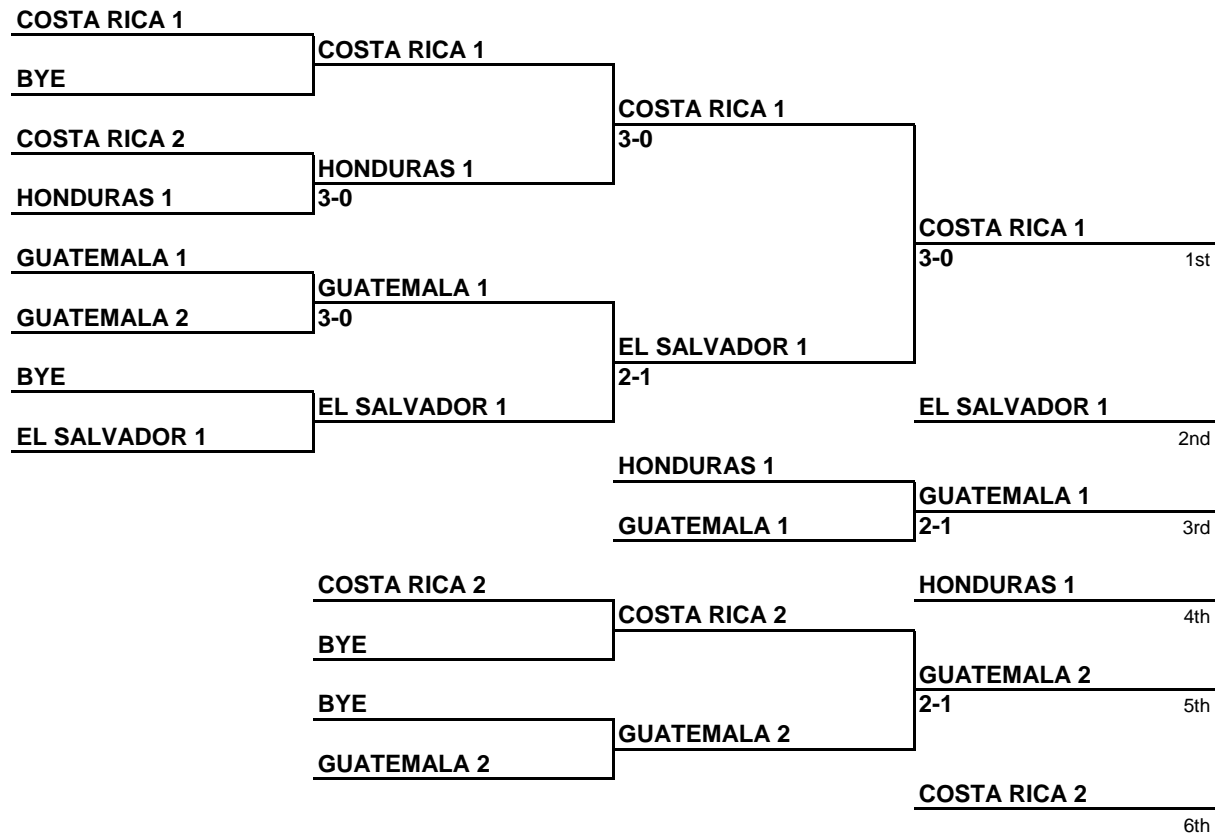 COSTA RICA 1
COSTA RICA 1
BYE
COSTA RICA 1
COSTA RICA 2
3-0
HONDURAS 1
HONDURAS 1
3-0
COSTA RICA 1
GUATEMALA 1
3-0
1st
GUATEMALA 1
GUATEMALA 2
3-0
EL SALVADOR 1
BYE
2-1
EL SALVADOR 1
EL SALVADOR 1
EL SALVADOR 1
2nd
HONDURAS 1
GUATEMALA 1
GUATEMALA 1
2-1
3rd
COSTA RICA 2
HONDURAS 1
COSTA RICA 2
4th
BYE
GUATEMALA 2
BYE
2-1
5th
GUATEMALA 2
GUATEMALA 2
COSTA RICA 2
6th